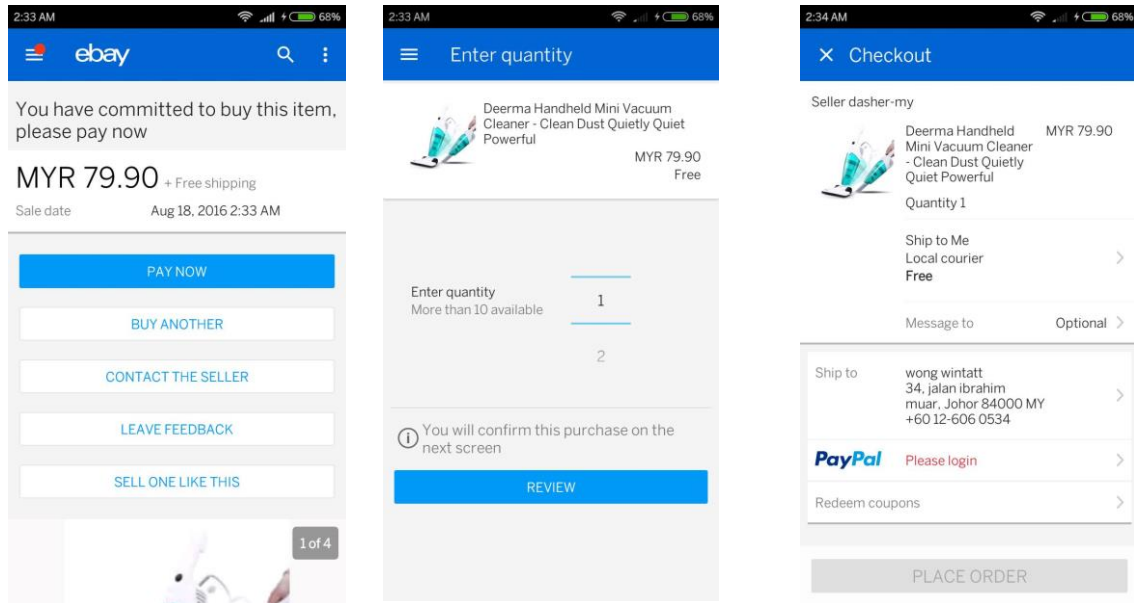 2:33 AM 68%
ebay
You have committed to buy this item,
please pay now
MYR 79.90 + Free shipping
Sale date Aug 18, 2016 2:33 AM
PAY NOW
BUY ANOTHER
CONTACT THE SELLER
LEAVE FEEDBACK
SELL ONE LIKE THIS
1 of 4
2:33 AM 68%
Enter quantity
Deerma Handheld Mini Vacuum
Cleaner - Clean Dust Quietly Quiet
Powerful
MYR 79.90
Free
Enter quantity
More than 10 available
1
2
You will confirm this purchase on the
next screen
REVIEW
2:34 AM 68%
Checkout
Seller dasher-my
Deerma Handheld MYR 79.90
Mini Vacuum Cleaner
- Clean Dust Quietly
Quiet Powerful
Quantity 1
Ship to Me
Local courier
Free
Message to Optional
Ship to wong wintatt
34, jalan ibrahim
muar, Johor 84000 MY
+60 12-606 0534
PayPal Please login
Redeem coupons
PLACE ORDER